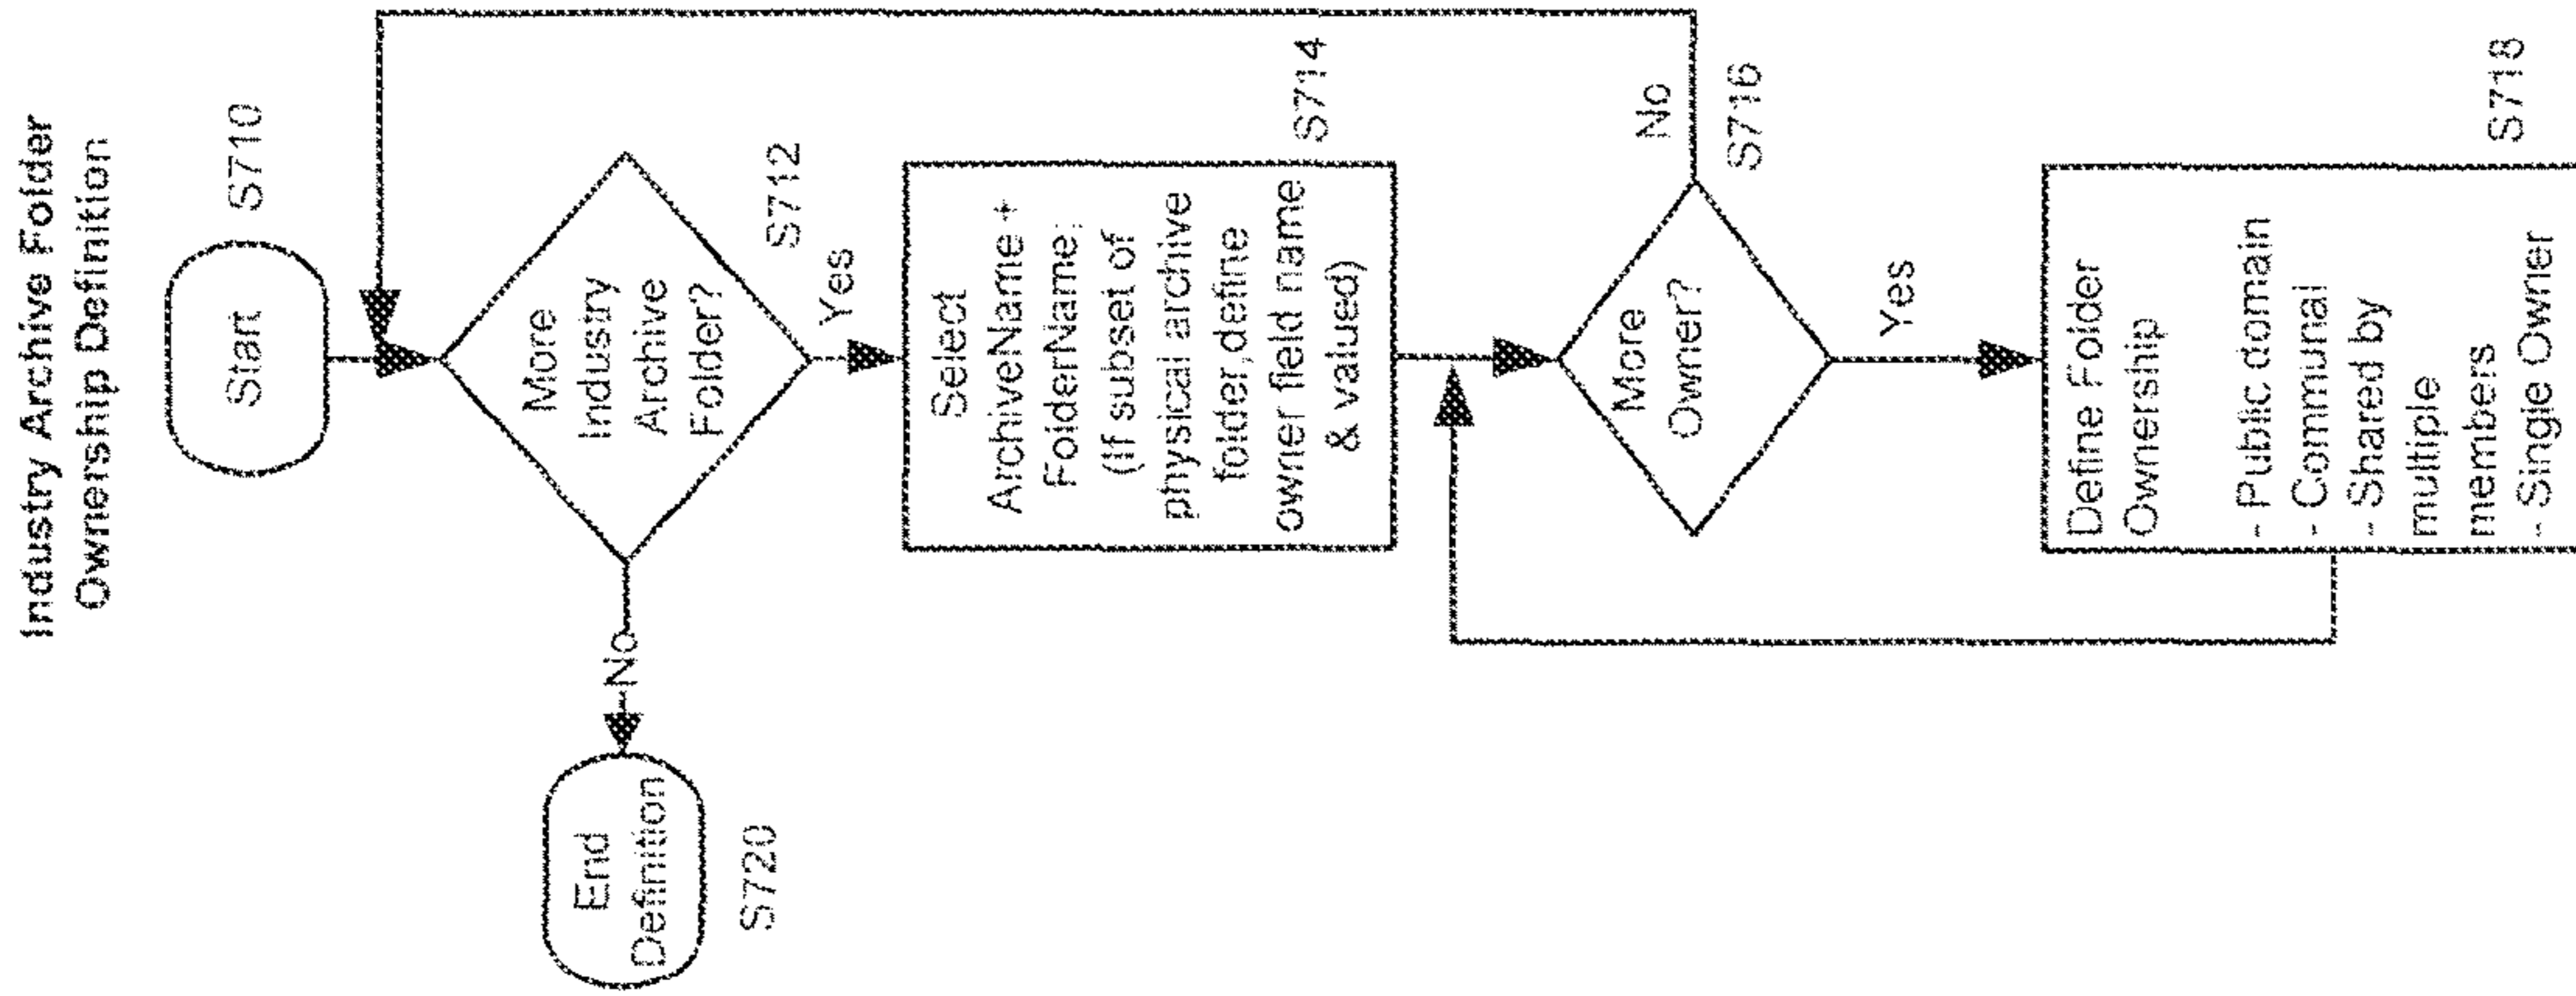 Industry Archive Folder
Ownership Definition
Start
S710
More
Industry
Archive
Folder?
S712
No
End
Definition
S720
Yes
Select
ArchiveName +
FolderName;
(If subset of
physical archive
folder,define
owner field name
& valued)
S714
More
Owner?
No
S716
Yes
Define Folder
Ownership
- Public domain
- Communal
- Shared by
multiple
members
- Single Owner
S718